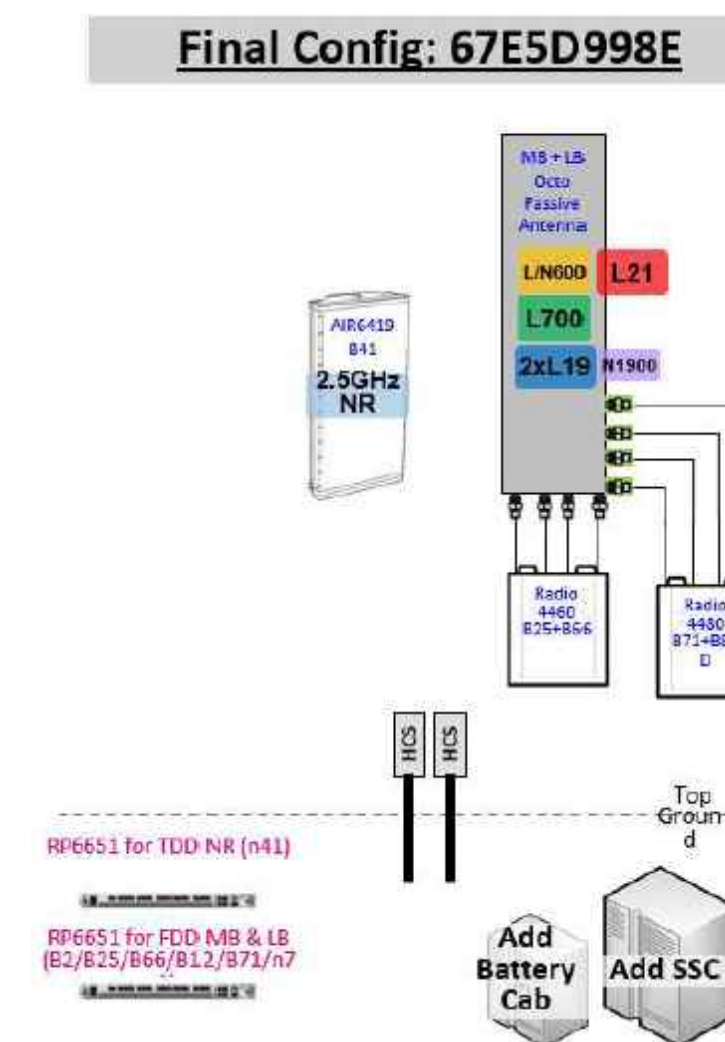 Final Config: 67E5D998E
MB + LB
Octo
Passive
Antenna
L/N600 L21
L700
2xL19 N1900
AIR6419
B41
2.5GHz
NR
Radio
4460
B25+B66
Radio
4480
B71+B8
D
HCS HCS
Top
Groun
d
RP6651 for TDD NR (n41)
RP6651 for FDD MB & LB
(B2/B25/B66/B12/B71/n7
Add
Battery
Cab
Add SSC